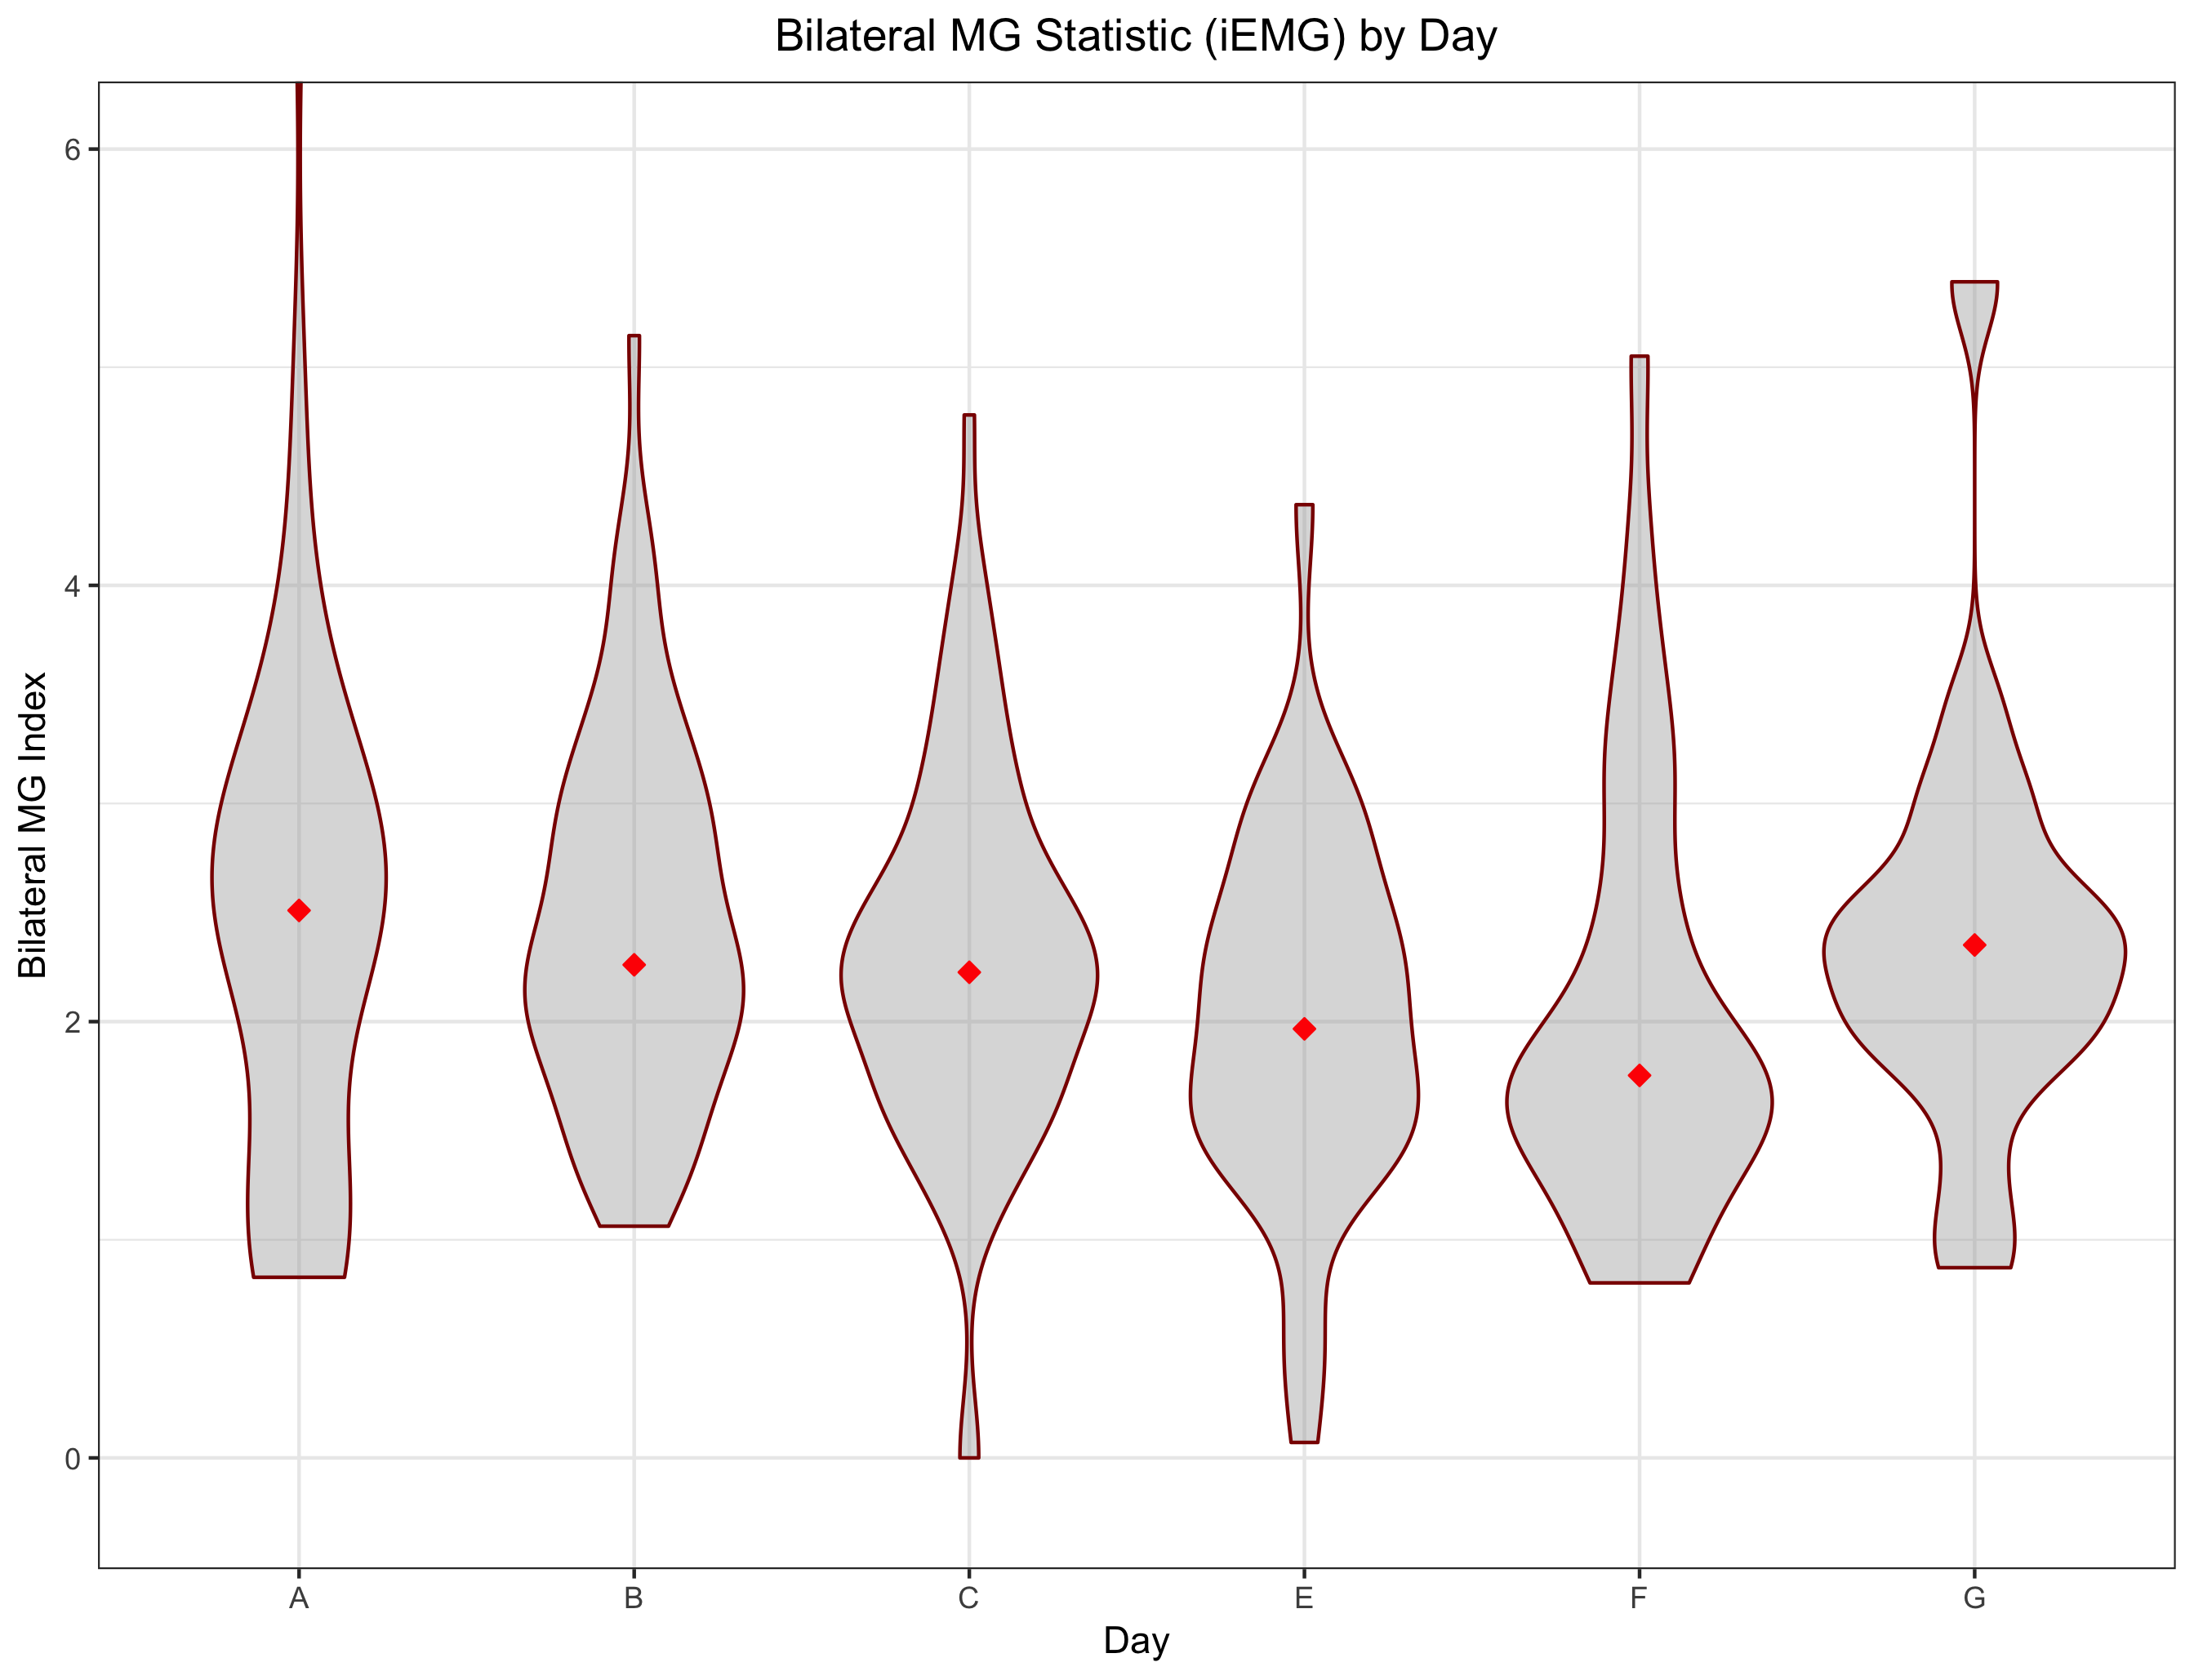 Bilateral MG Statistic (iEMG) by Day
Bilateral MG Index
6
4
2
0
A B C E F G
Day